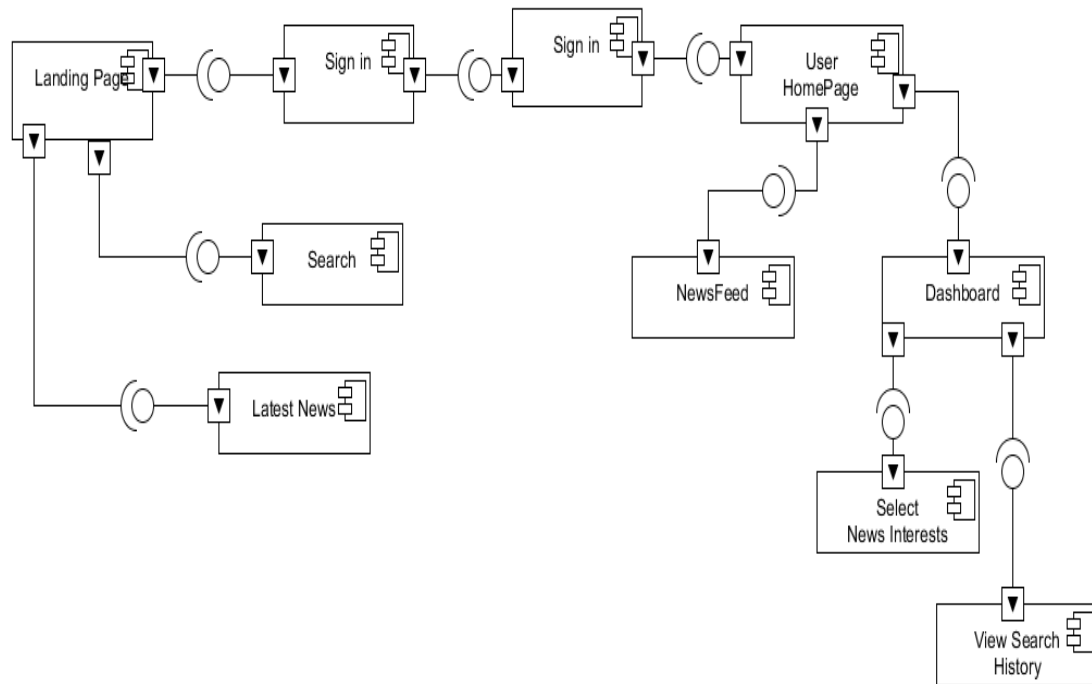 Landing Page
Sign in
Sign in
User
HomePage
Search
NewsFeed
Dashboard
Latest News
Select
News Interests
View Search
History